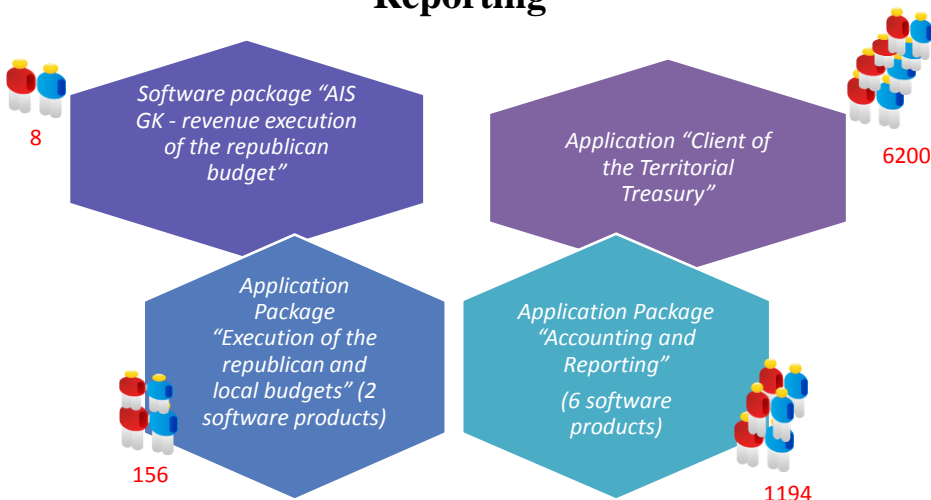 Reporting
Software package “AIS
GK - revenue execution
of the republican
budget”
8
Application “Client of
the Territorial
Treasury”
6200
Application
Package
“Execution of the
republican and
local budgets” (2
software products)
156
Application Package
“Accounting and
Reporting”
(6 software
products)
1194